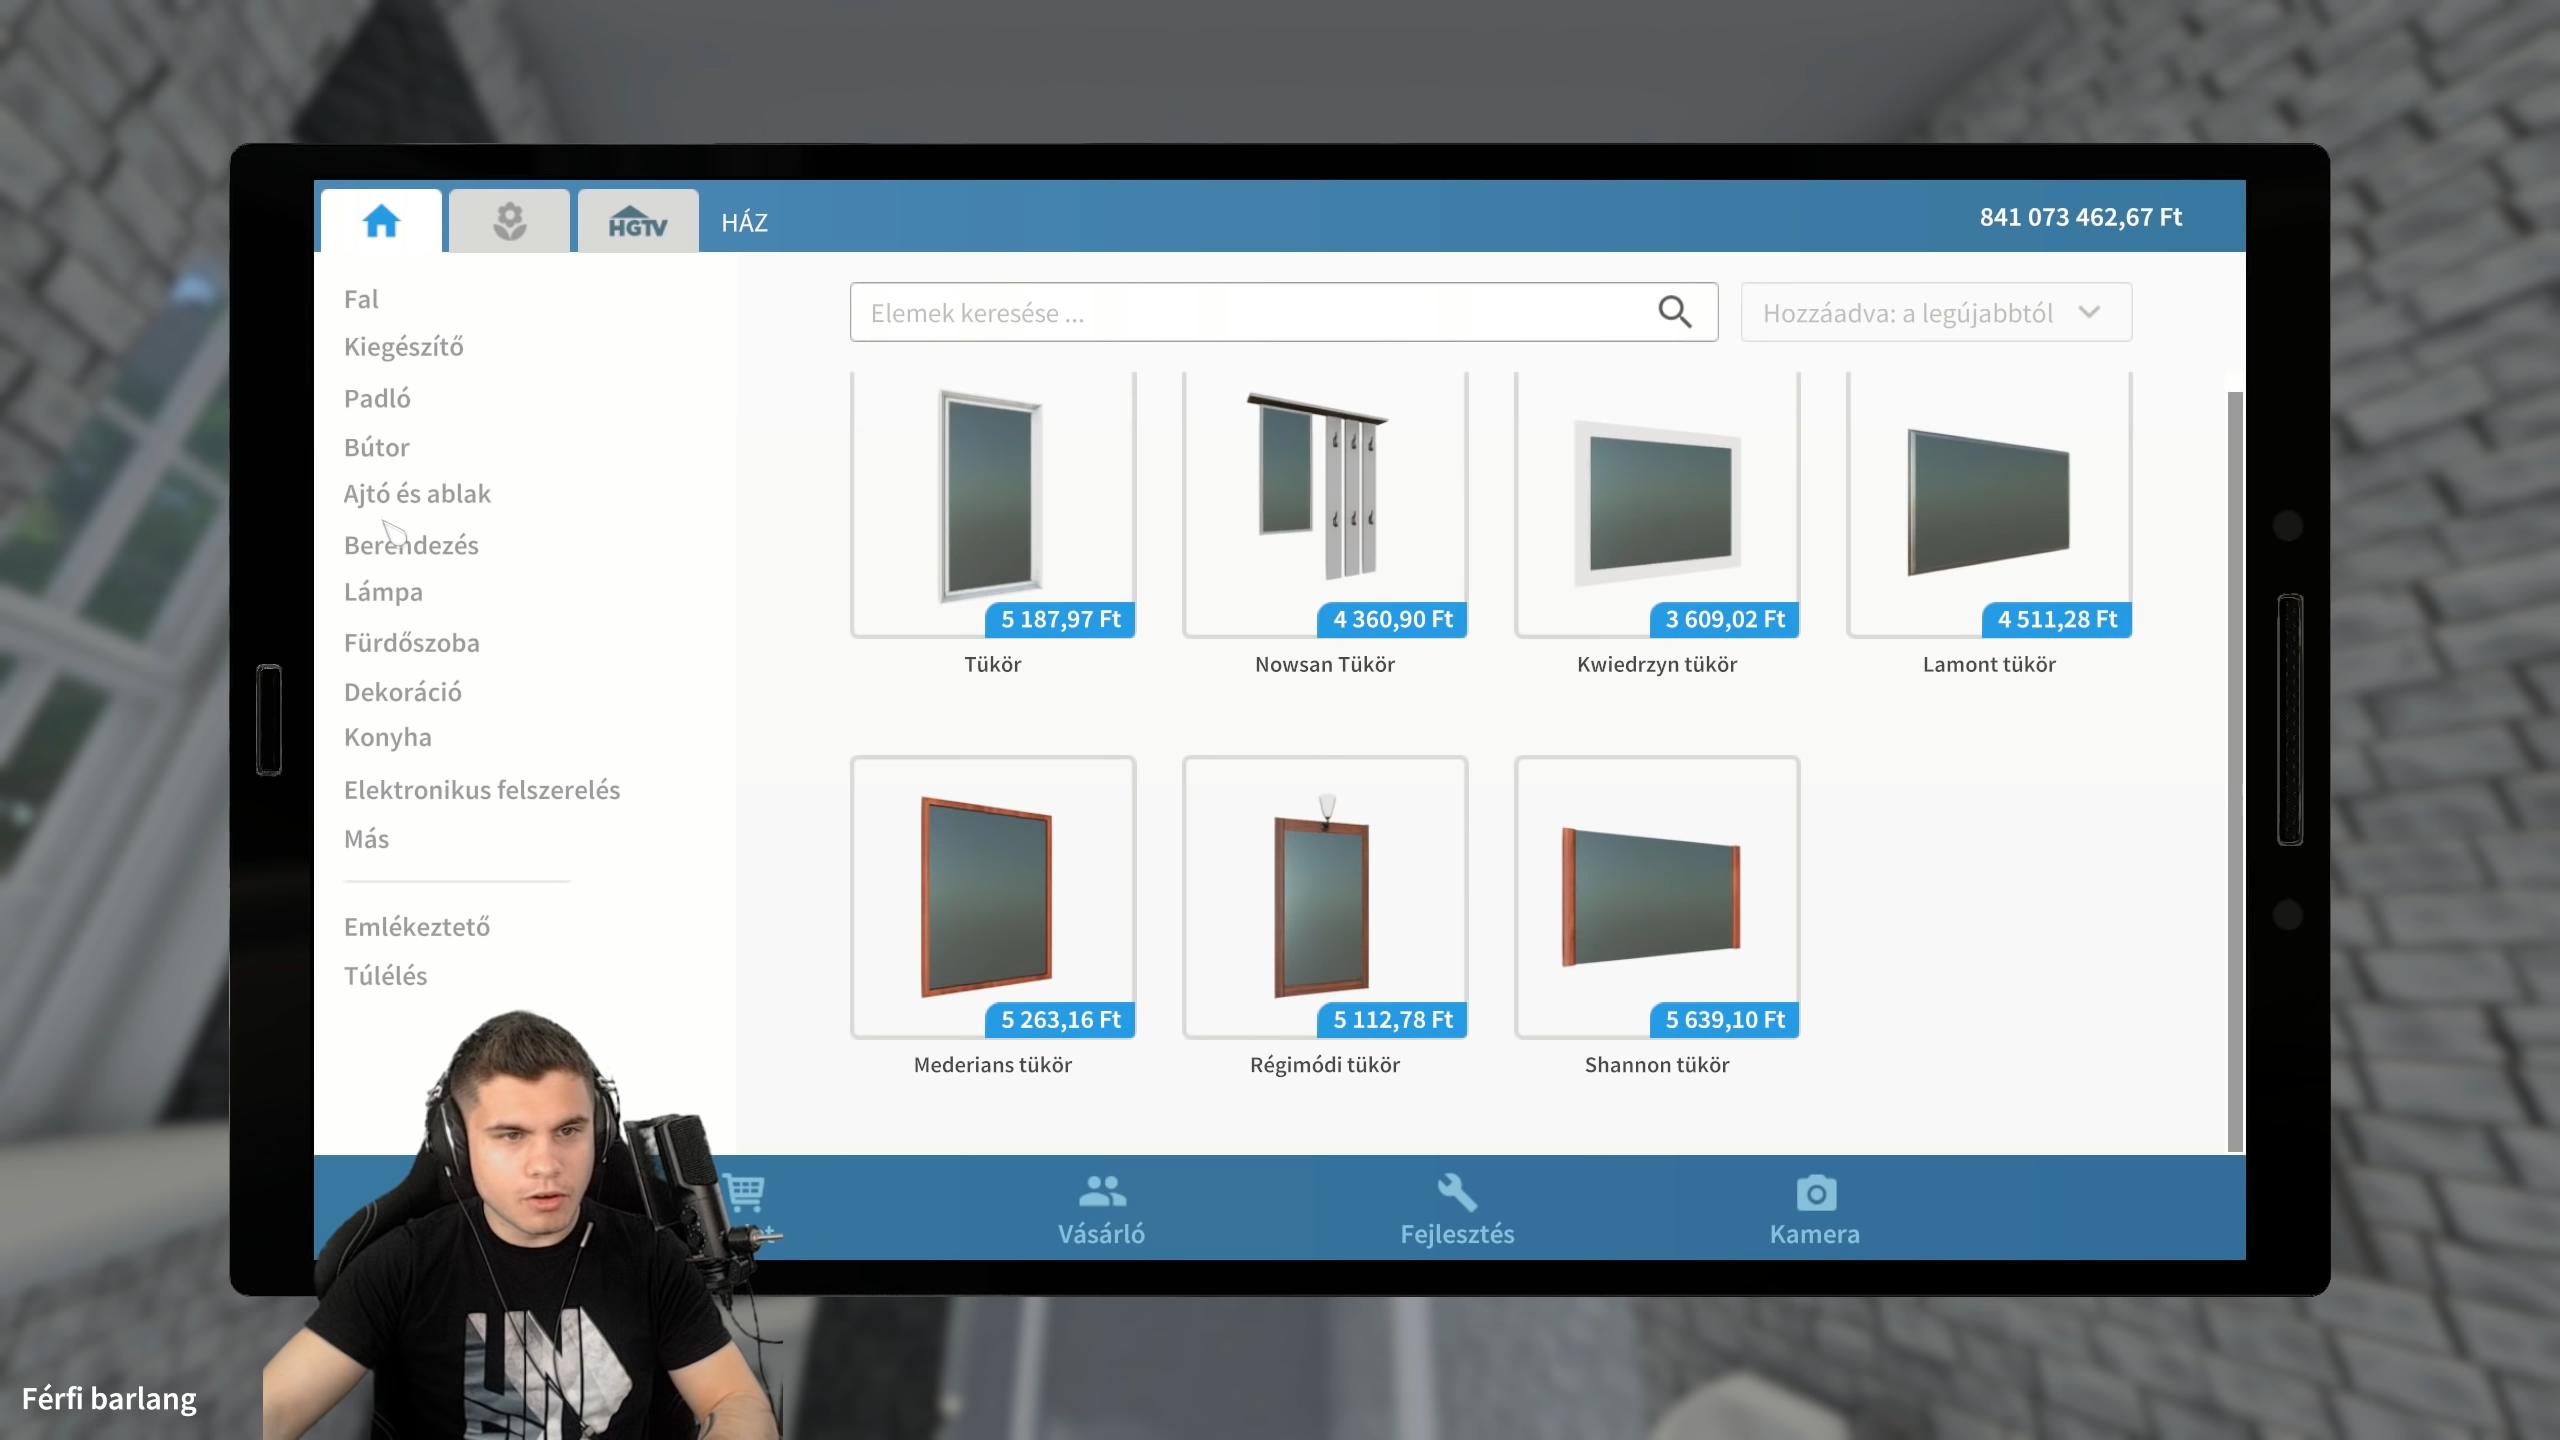 HGTV
HÁZ
841 073 462,67 Ft
Fal
Kiegészítő
Padló
Bútor
Ajtó és ablak
Berendezés
Lámpa
Fürdőszoba
Dekoráció
Konyha
Elektronikus felszerelés
Más
Emlékeztető
Túlélés
Elemek keresése ...
Hozzáadva: a legújabbtól
5 187,97 Ft
4 360,90 Ft
3 609,02 Ft
4 511,28 Ft
Tükör
Nowsan Tükör
Kwiedrzyn tükör
Lamont tükör
5 263,16 Ft
5 112,78 Ft
5 639,10 Ft
Mederians tükör
Régimódi tükör
Shannon tükör
Vásárló
Fejlesztés
Kamera
Férfi barlang